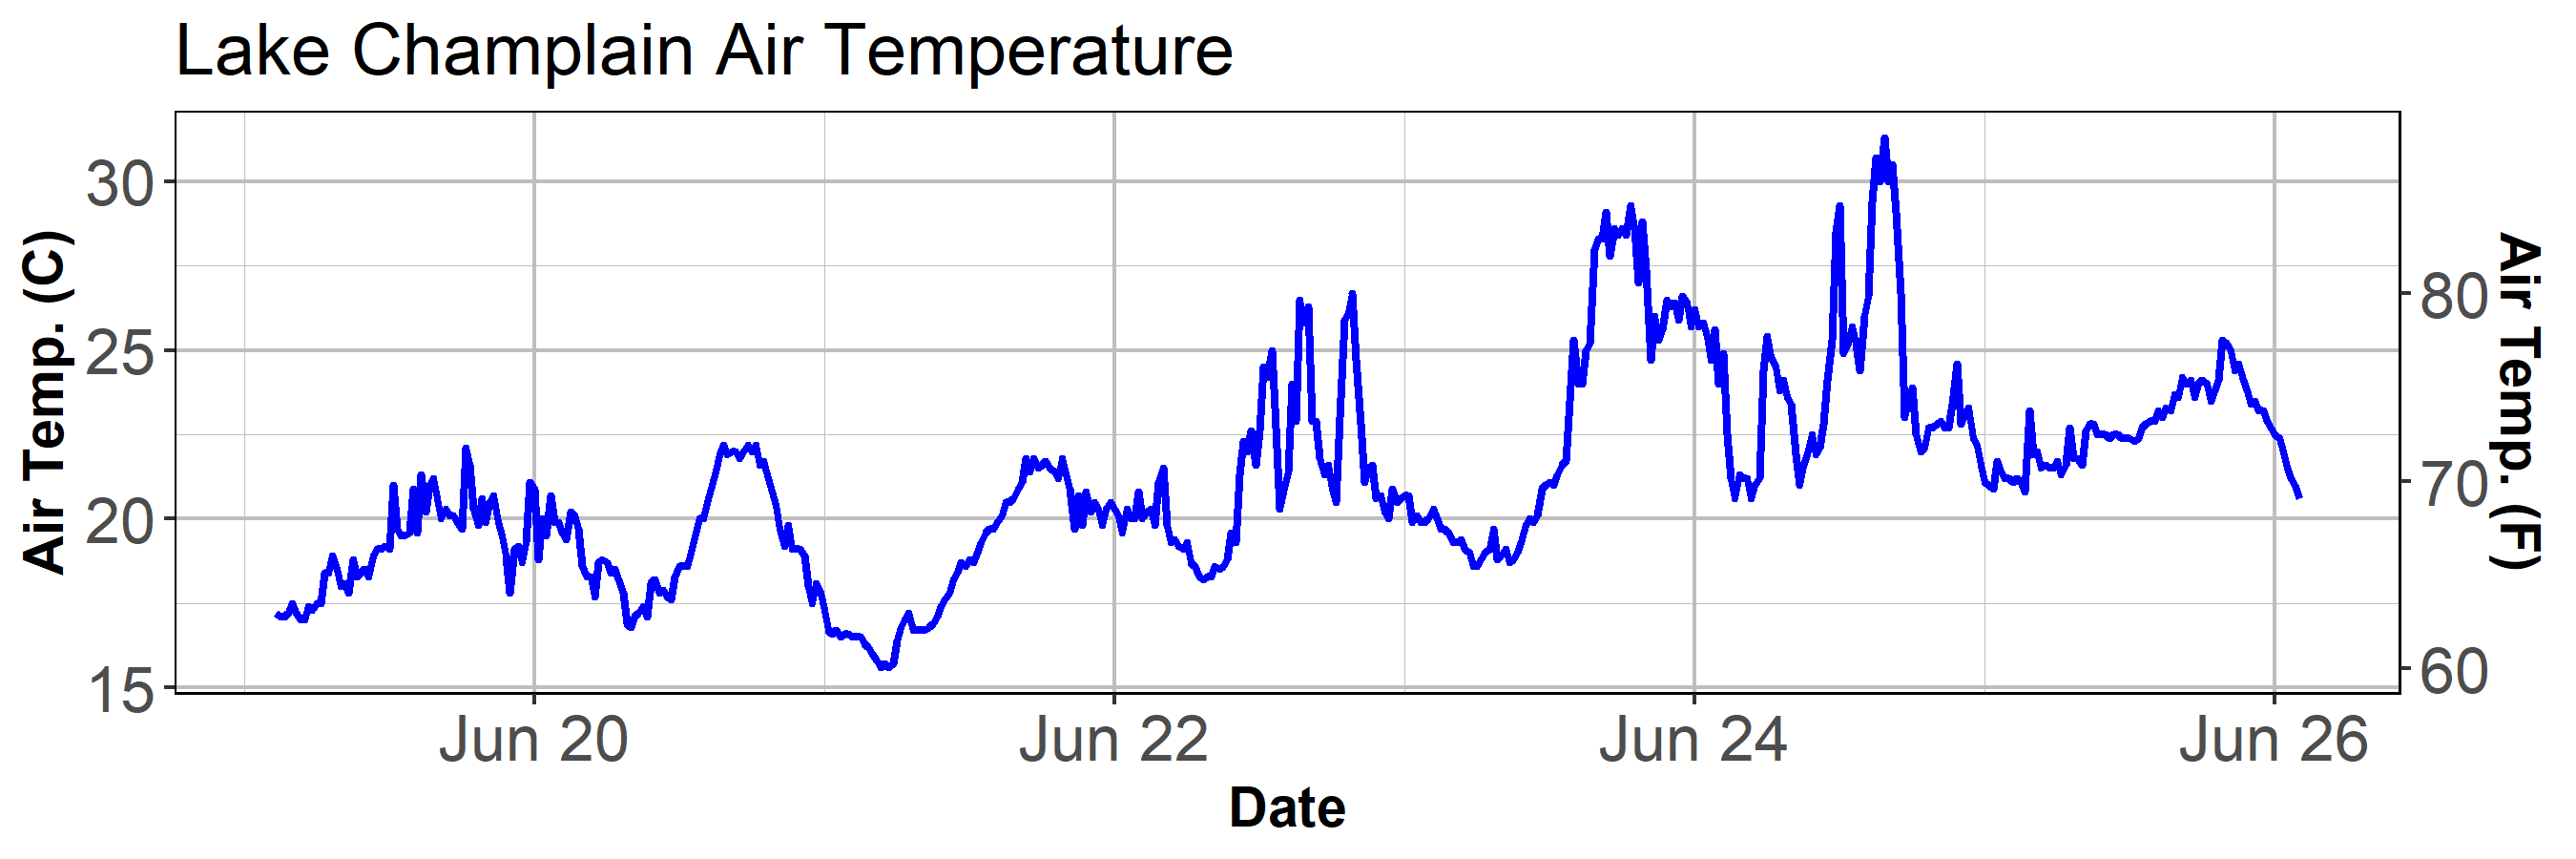 Lake Champlain Air Temperature
Air Temp. (C)
30
25
20
15
Air Temp. (F)
80
70
60
Jun 20
Jun 22
Jun 24
Jun 26
Date